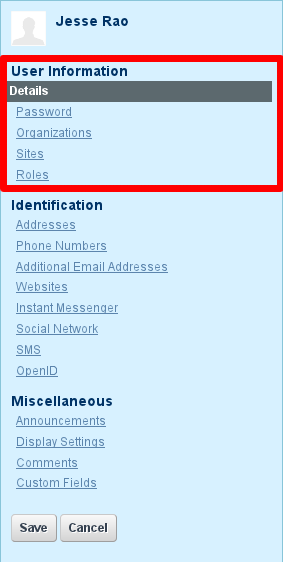 Jesse Rao
User Information
Details
Password
Organizations
Sites
Roles
Identification
Addresses
Phone Numbers
Additional Email Addresses
Websites
Instant Messenger
Social Network
SMS
OpenID
Miscellaneous
Announcements
Display Settings
Comments
Custom Fields
Save Cancel